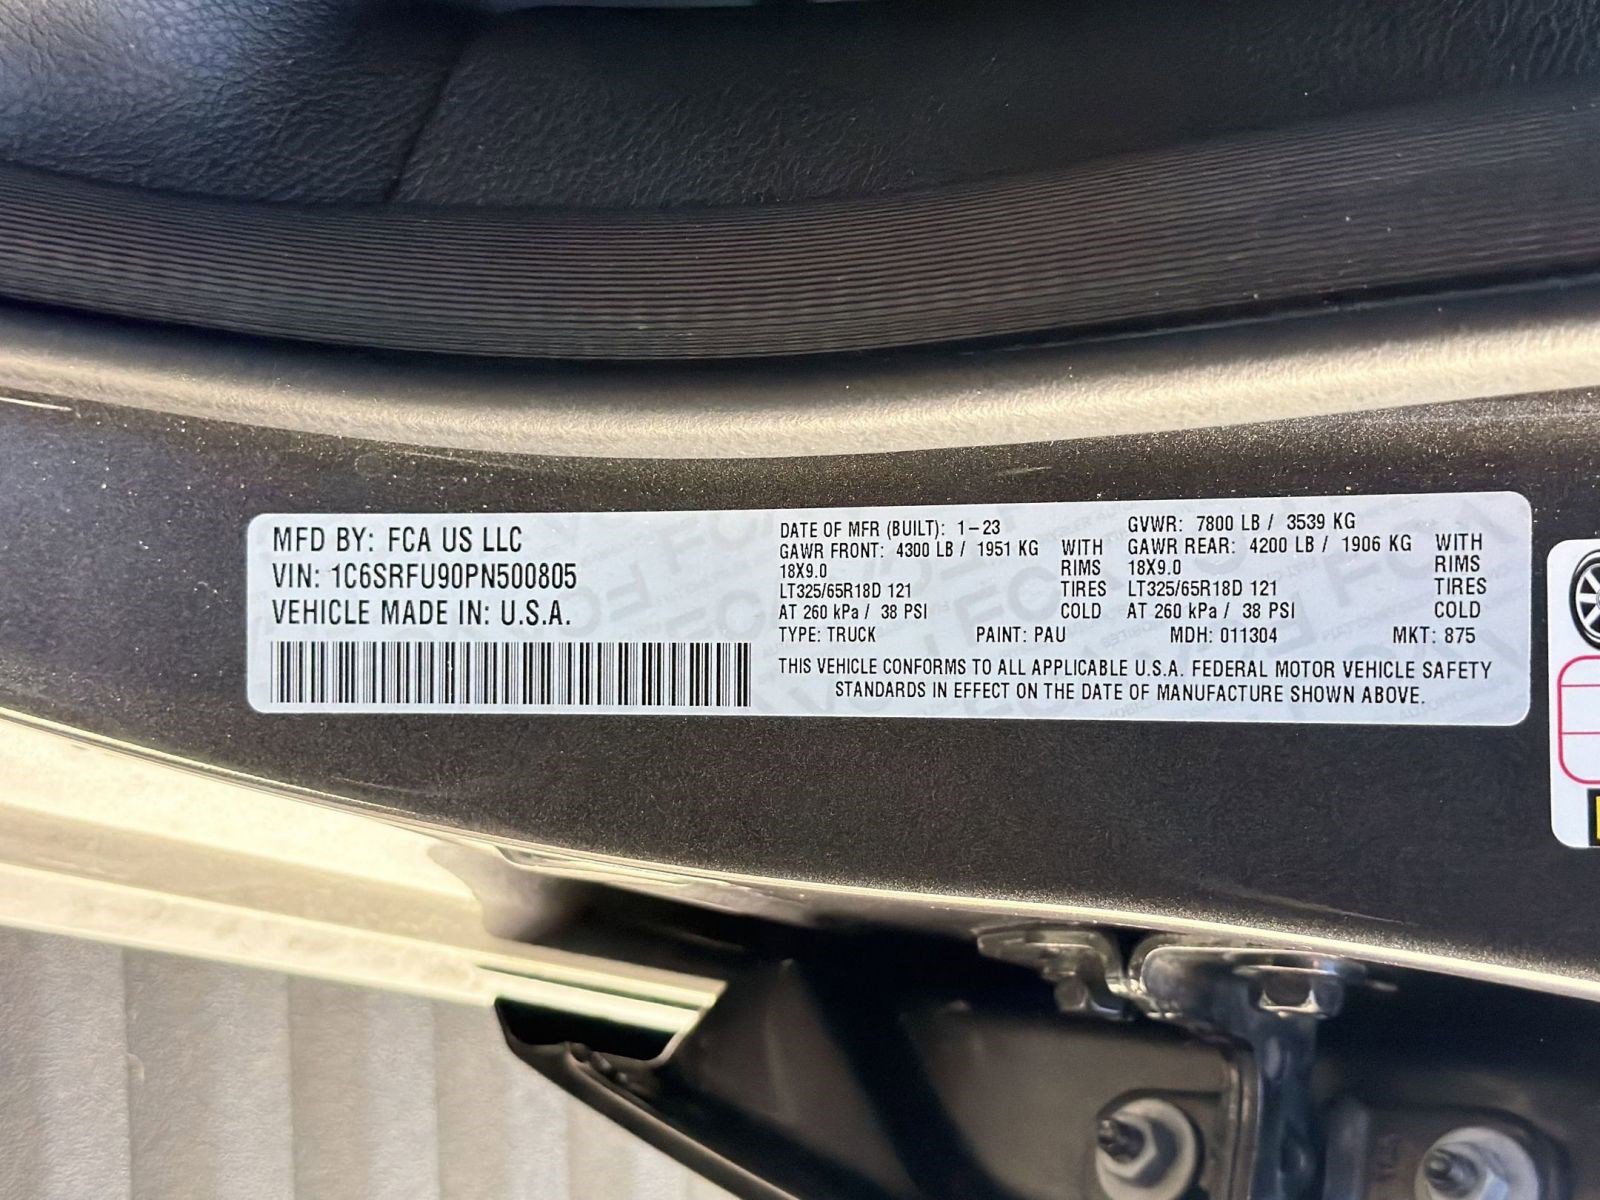 MFD BY: FCA US LLC
VIN: 1C6SRFU90PN500805
VEHICLE MADE IN: U.S.A.
DATE OF MFR (BUILT): 1-23 GVWR: 7800 LB / 3539 KG
GAWR FRONT: 4300 LB / 1951 KG WITH GAWR REAR: 4200 LB / 1906 KG WITH
18X9.0 RIMS 18X9.0 RIMS
LT325/65R18D 121 TIRES LT325/65R18D 121 TIRES
AT 260 kPa / 38 PSI COLD AT 260 kPa / 38 PSI COLD
TYPE: TRUCK PAINT: PAU MDH: 011304 MKT: 875
THIS VEHICLE CONFORMS TO ALL APPLICABLE U.S.A. FEDERAL MOTOR VEHICLE SAFETY
STANDARDS IN EFFECT ON THE DATE OF MANUFACTURE SHOWN ABOVE.